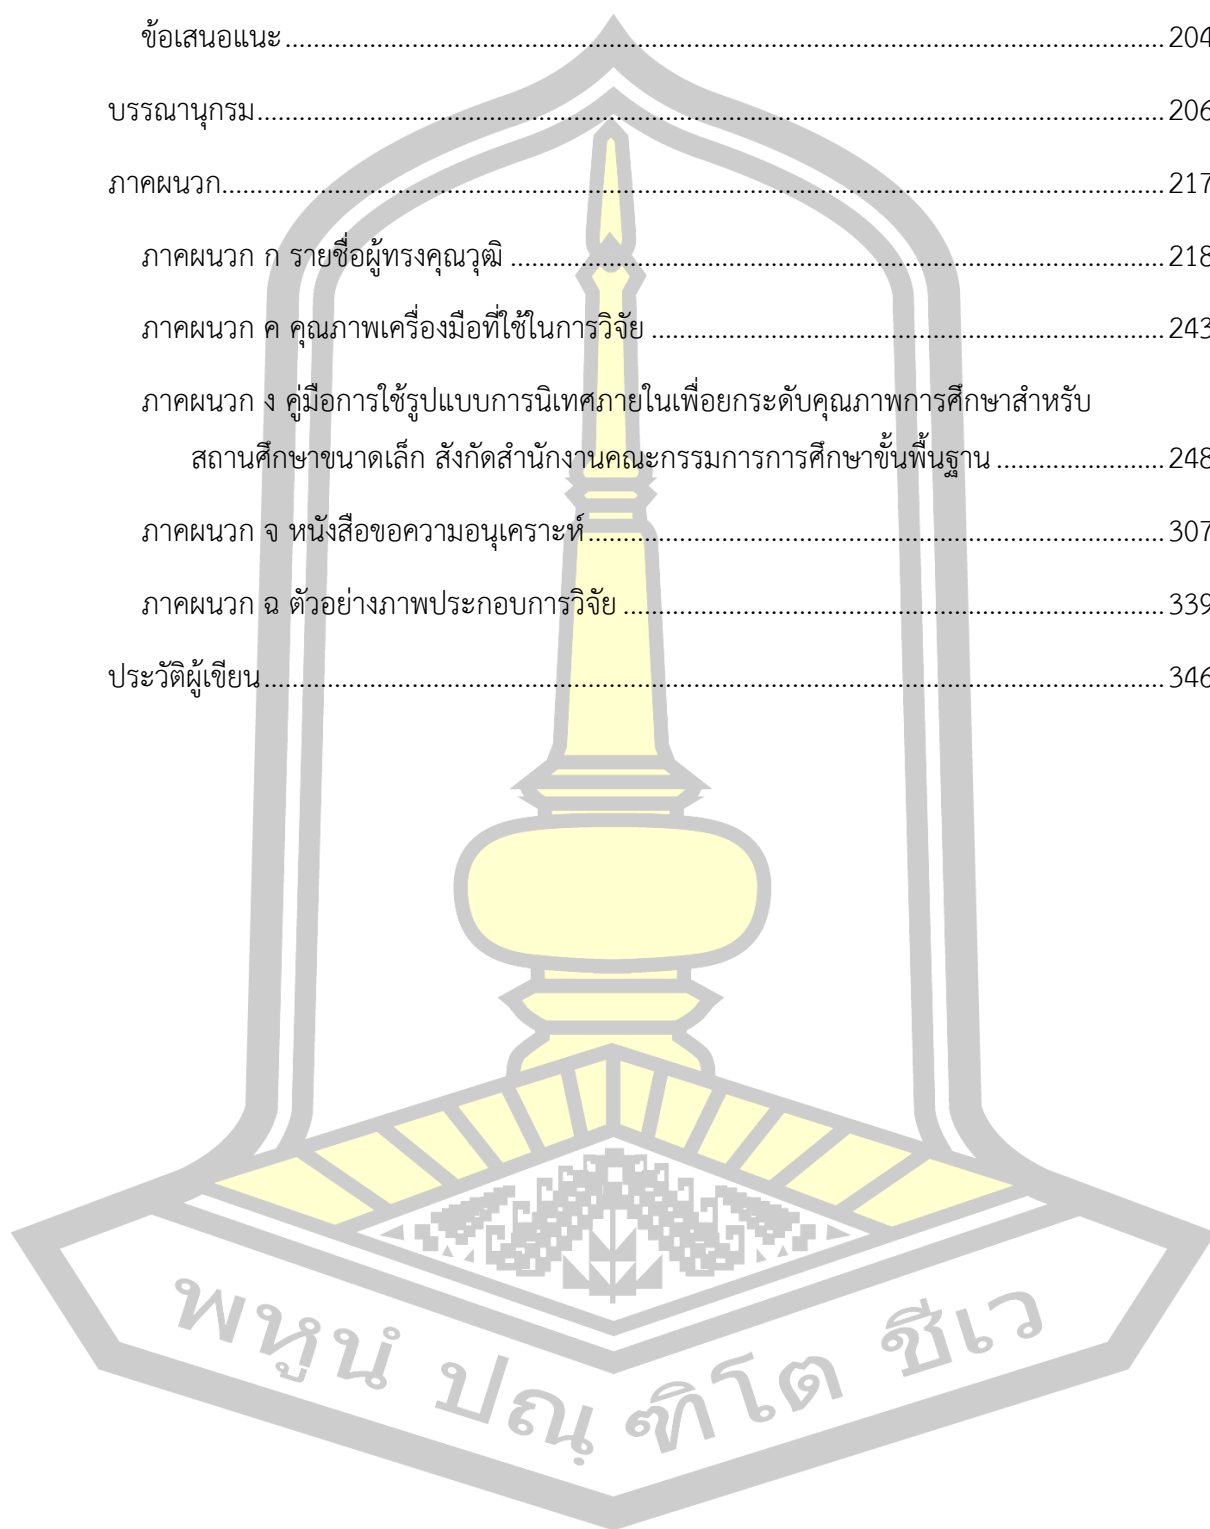 ข้อเสนอแนะ ........................................................................................................ 204
บรรณานุกรม ........................................................................................................ 206
ภาคผนวก ........................................................................................................ 217
ภาคผนวก ก รายชื่อผู้ทรงคุณวุฒิ ........................................................................ 218
ภาคผนวก ค คุณภาพเครื่องมือที่ใช้ในการวิจัย ........................................................ 243
ภาคผนวก ง คู่มือการใช้รูปแบบการนิเทศภายในเพื่อยกระดับคุณภาพการศึกษาสำหรับ
สถานศึกษาขนาดเล็ก สังกัดสำนักงานคณะกรรมการการศึกษาขั้นพื้นฐาน .................... 248
ภาคผนวก จ หนังสือขอความอนุเคราะห์ ................................................................ 307
ภาคผนวก ฉ ตัวอย่างภาพประกอบการวิจัย ............................................................ 339
ประวัติผู้เขียน ........................................................................................................ 346
พหูนํ ปณฺ ฑิโต ชีเว